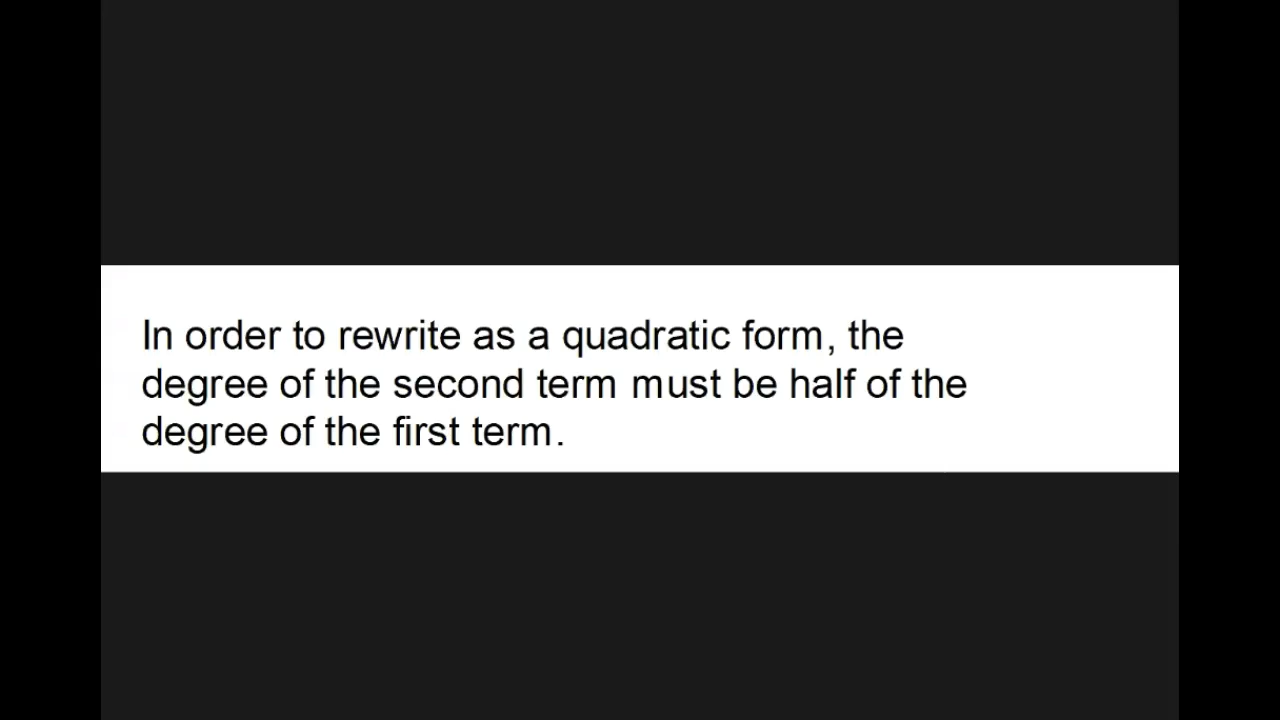 In order to rewrite as a quadratic form, the
degree of the second term must be half of the
degree of the first term.